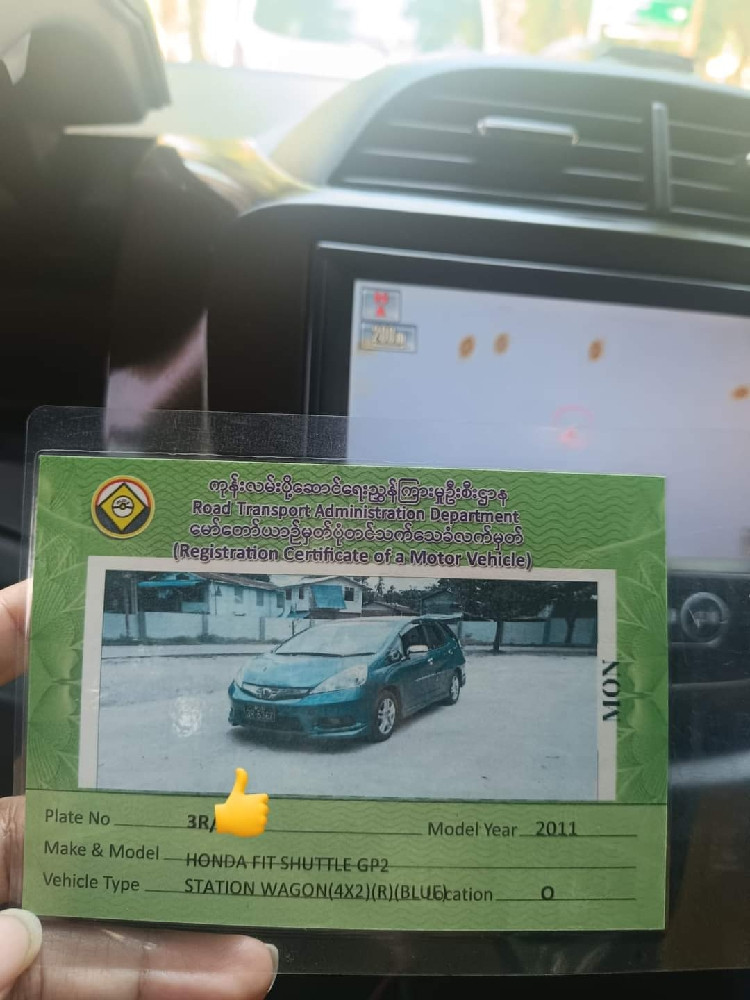 ကုန်းလမ်းပို့ဆောင်ရေးညွှန်ကြားမှုဦးစီးဌာန
Road Transport Administration Department
မော်တော်ယာဉ်မှတ်ပုံတင်သက်သေခံလက်မှတ်
(Registration Certificate of a Motor Vehicle)
MON
Plate No 3R/
Model Year 2011
Make & Model HONDA FIT SHUTTLE GP2
Vehicle Type STATION WAGON(4X2)(R)(BLUE)
Location O